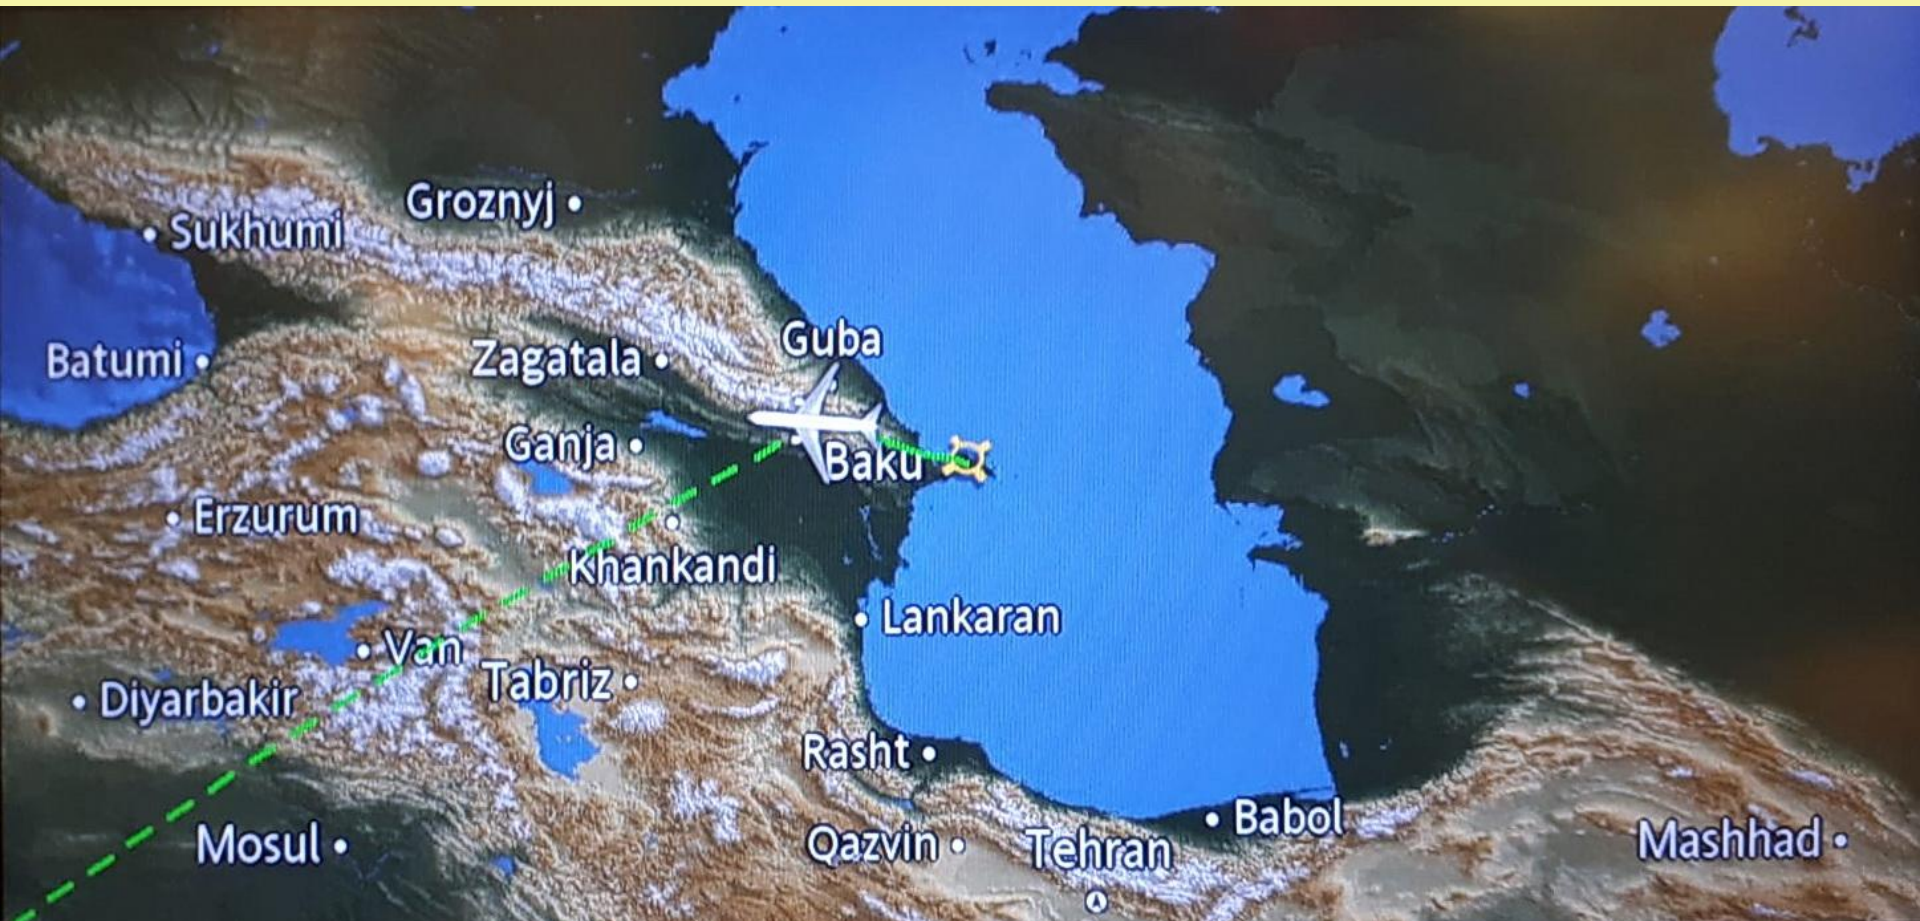 Groznyj
Sukhumi
Guba
Zagatala
Batumi
Ganja
Baku
Erzurum
Khankandi
Lankaran
Van
Tabriz
Diyarbakir
Rasht
Babol
Mosul
Qazvin
Tehran
Mashhad